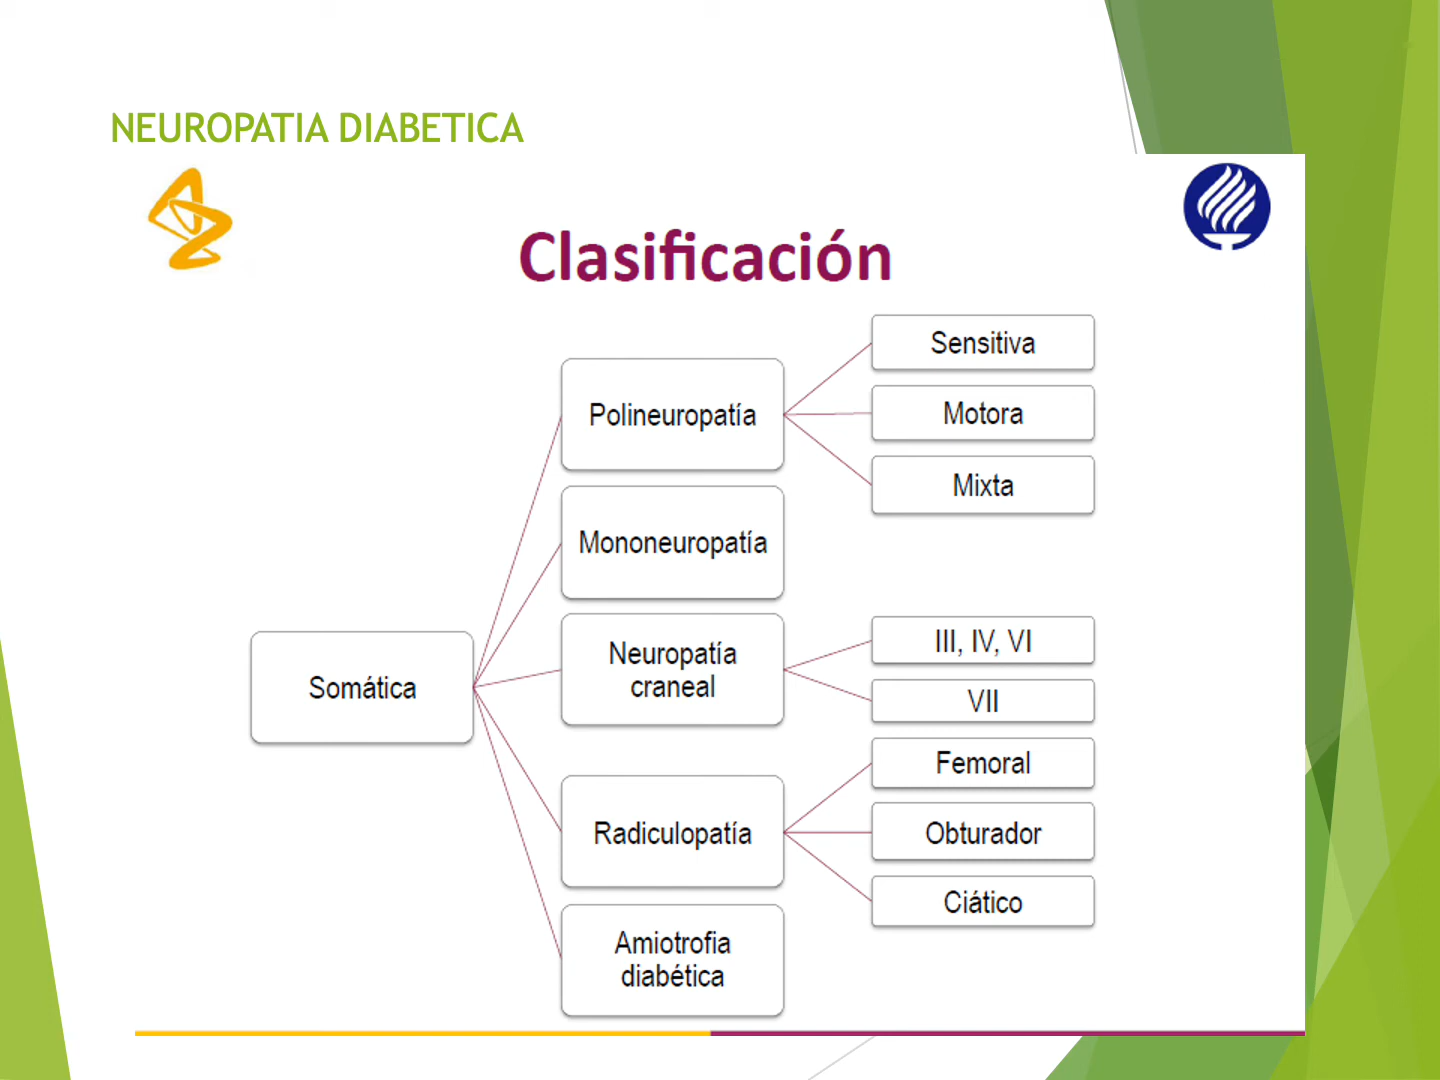 NEUROPATIA DIABETICA
Clasificación
Somática
Polineuropatía
Sensitiva
Motora
Mixta
Mononeuropatía
Neuropatía
craneal
III, IV, VI
VII
Radiculopatía
Femoral
Obturador
Ciático
Amiotrofia
diabética